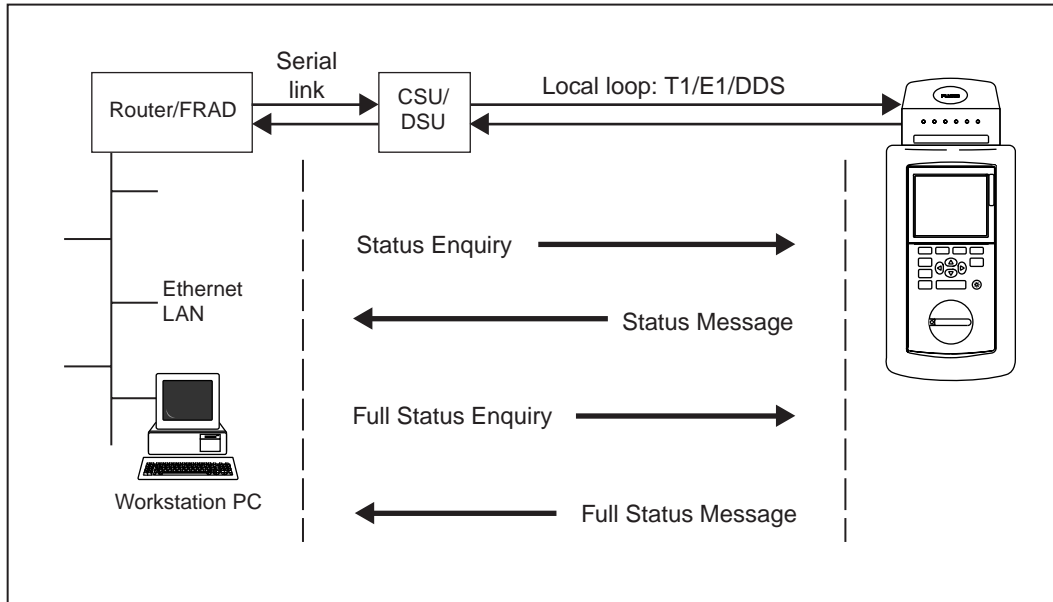 Serial
link
Router/FRAD
CSU/
DSU
Local loop: T1/E1/DDS
Status Enquiry
Ethernet
LAN
Status Message
Full Status Enquiry
Workstation PC
Full Status Message